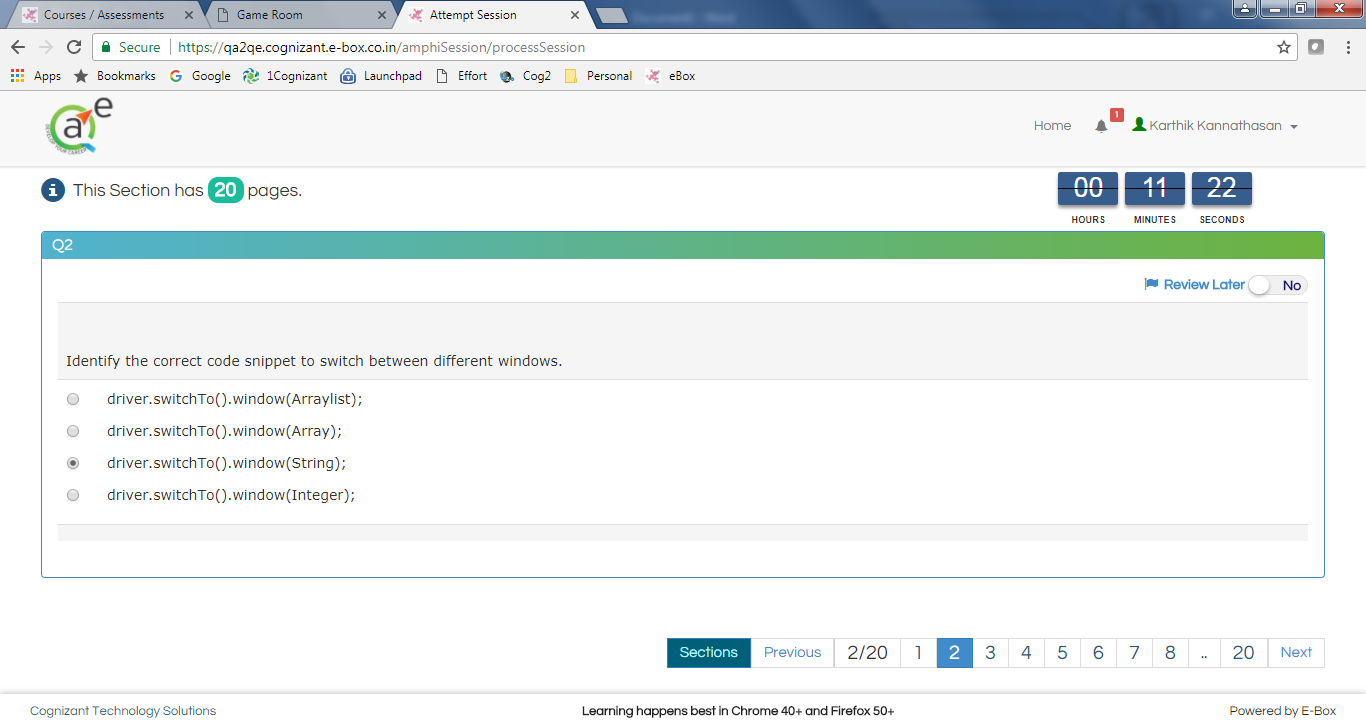 Courses / Assessments
Game Room
Attempt Session
Secure
https://qa2qe.cognizant.e-box.co.in/amphiSession/processSession
Apps Bookmarks Google 1Cognizant Launchpad Effort Cog2 Personal eBox
a e
Home 1 Karthik Kannathasan
This Section has 20 pages.
00 11 22
HOURS MINUTES SECONDS
Q2
Review Later No
Identify the correct code snippet to switch between different windows.
driver.switchTo().window(Arraylist);
driver.switchTo().window(Array);
driver.switchTo().window(String);
driver.switchTo().window(Integer);
Sections Previous 2/20 1 2 3 4 5 6 7 8 .. 20 Next
Cognizant Technology Solutions Learning happens best in Chrome 40+ and Firefox 50+ Powered by E-Box